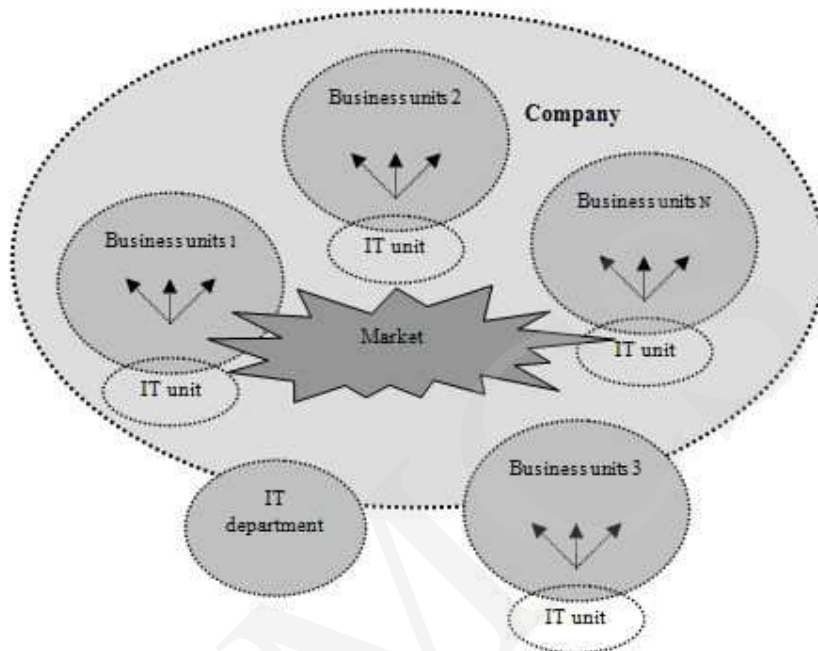 Business units 2
Company
Business units N
IT unit
Business units 1
Market
IT unit
IT unit
Business units 3
IT
department
IT unit